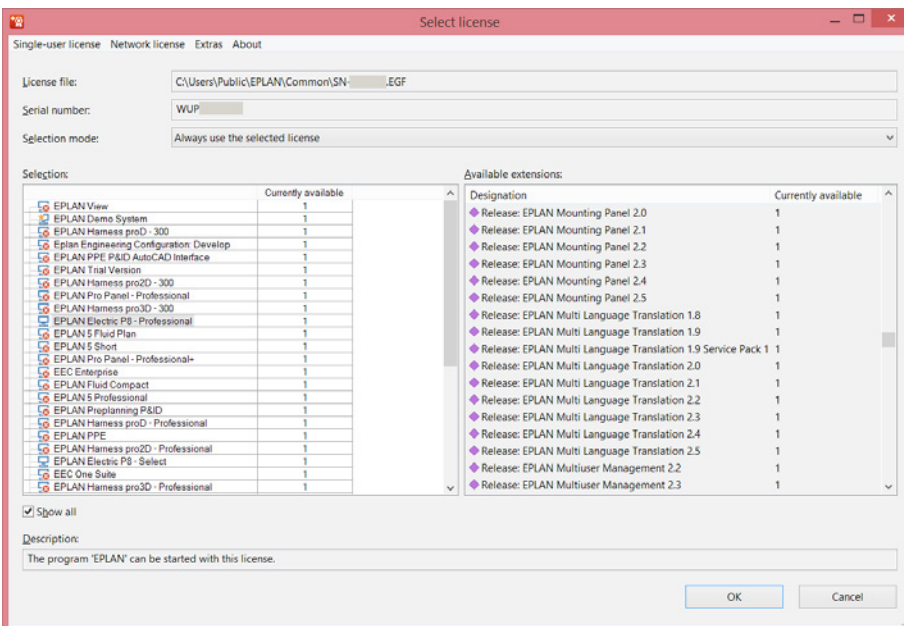 Select license
Single-user license Network license Extras About
License file: C:\Users\Public\EPLAN\Common\SN- .EGF
Serial number: WUP
Selection mode: Always use the selected license
Selection:
Currently available
EPLAN View 1
EPLAN Demo System 1
EPLAN Harness proD - 300 1
Eplan Engineering Configuration: Develop 1
EPLAN PPE P&ID AutoCAD Interface 1
EPLAN Trial Version 1
EPLAN Harness pro2D - 300 1
EPLAN Pro Panel - Professional 1
EPLAN Harness pro3D - 300 1
EPLAN Electric P8 - Professional 1
EPLAN 5 Fluid Plan 1
EPLAN 5 Short 1
EPLAN Pro Panel - Professional+ 1
EEC Enterprise 1
EPLAN Fluid Compact 1
EPLAN 5 Professional 1
EPLAN Preplanning P&ID 1
EPLAN Harness proD - Professional 1
EPLAN PPE 1
EPLAN Harness pro2D - Professional 1
EPLAN Electric P8 - Select 1
EEC One Suite 1
EPLAN Harness pro3D - Professional 1
Available extensions:
Designation Currently available
Release: EPLAN Mounting Panel 2.0 1
Release: EPLAN Mounting Panel 2.1 1
Release: EPLAN Mounting Panel 2.2 1
Release: EPLAN Mounting Panel 2.3 1
Release: EPLAN Mounting Panel 2.4 1
Release: EPLAN Mounting Panel 2.5 1
Release: EPLAN Multi Language Translation 1.8 1
Release: EPLAN Multi Language Translation 1.9 1
Release: EPLAN Multi Language Translation 1.9 Service Pack 1 1
Release: EPLAN Multi Language Translation 2.0 1
Release: EPLAN Multi Language Translation 2.1 1
Release: EPLAN Multi Language Translation 2.2 1
Release: EPLAN Multi Language Translation 2.3 1
Release: EPLAN Multi Language Translation 2.4 1
Release: EPLAN Multi Language Translation 2.5 1
Release: EPLAN Multiuser Management 2.2 1
Release: EPLAN Multiuser Management 2.3 1
Show all
Description:
The program 'EPLAN' can be started with this license.
OK Cancel